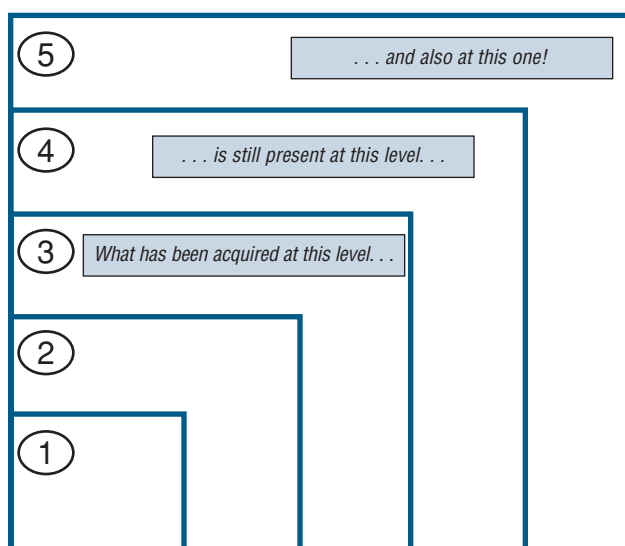 5
. . . and also at this one!
4
. . . is still present at this level. . .
3
What has been acquired at this level. . .
2
1